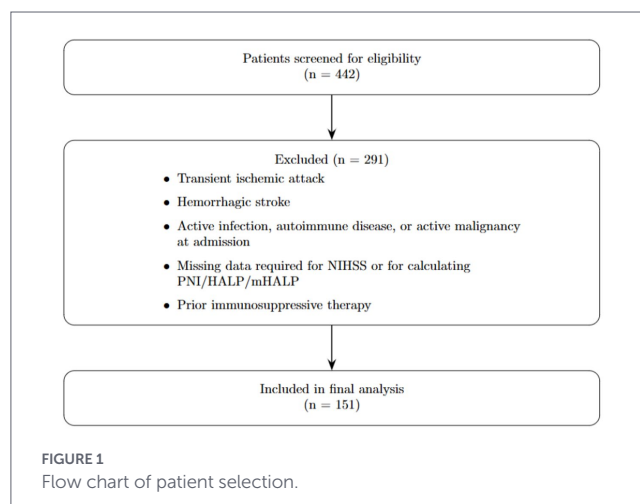 Patients screened for eligibility
(n = 442)
Excluded (n = 291)
• Transient ischemic attack
• Hemorrhagic stroke
• Active infection, autoimmune disease, or active malignancy
at admission
• Missing data required for NIHSS or for calculating
PNI/HALP/mHALP
• Prior immunosuppressive therapy
Included in final analysis
(n = 151)
FIGURE 1
Flow chart of patient selection.